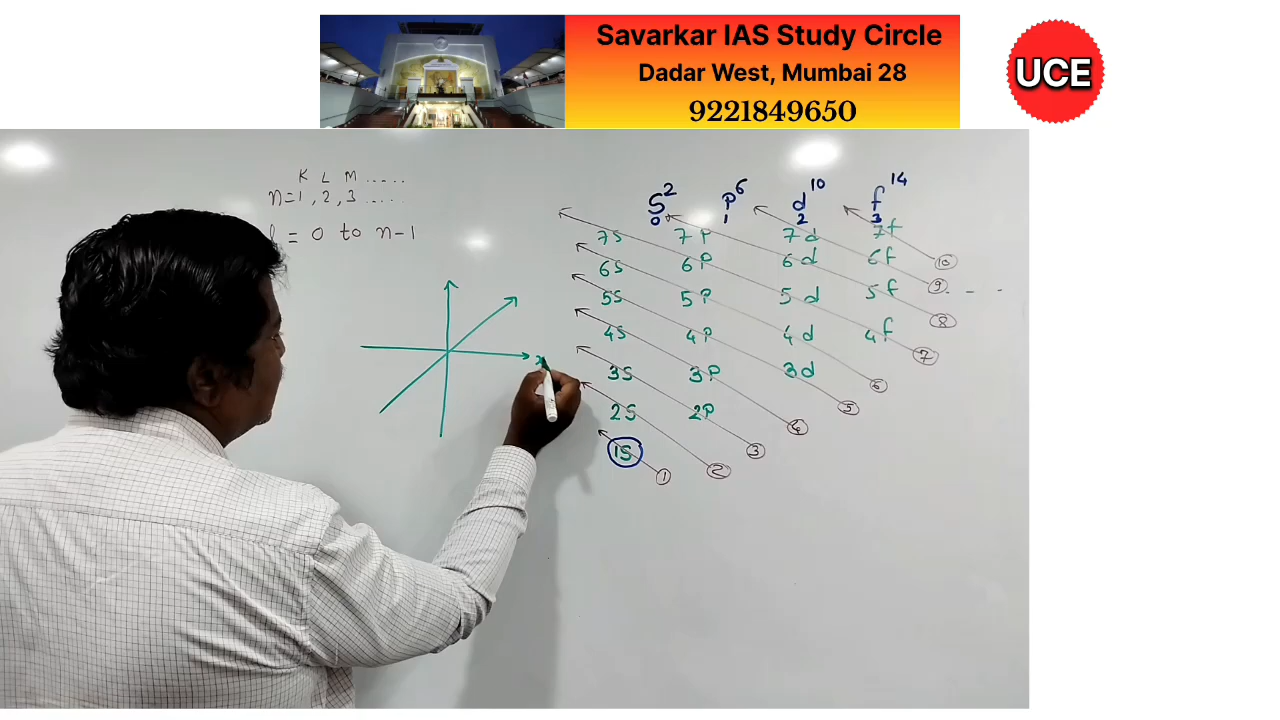 Savarkar IAS Study Circle
Dadar West, Mumbai 28
9221849650
UCE
K L M .....
n=1, 2, 3 .....
l = 0 to n-1
x
S² p⁶ d¹⁰ f¹⁴
0 1 2 3
7s 7p 7d 7f
6s 6p 6d 6f
5s 5p 5d 5f
4s 4p 4d 4f
3s 3p 3d
2s 2p
1s
1 2 3 4 5 6 7 8 9 10